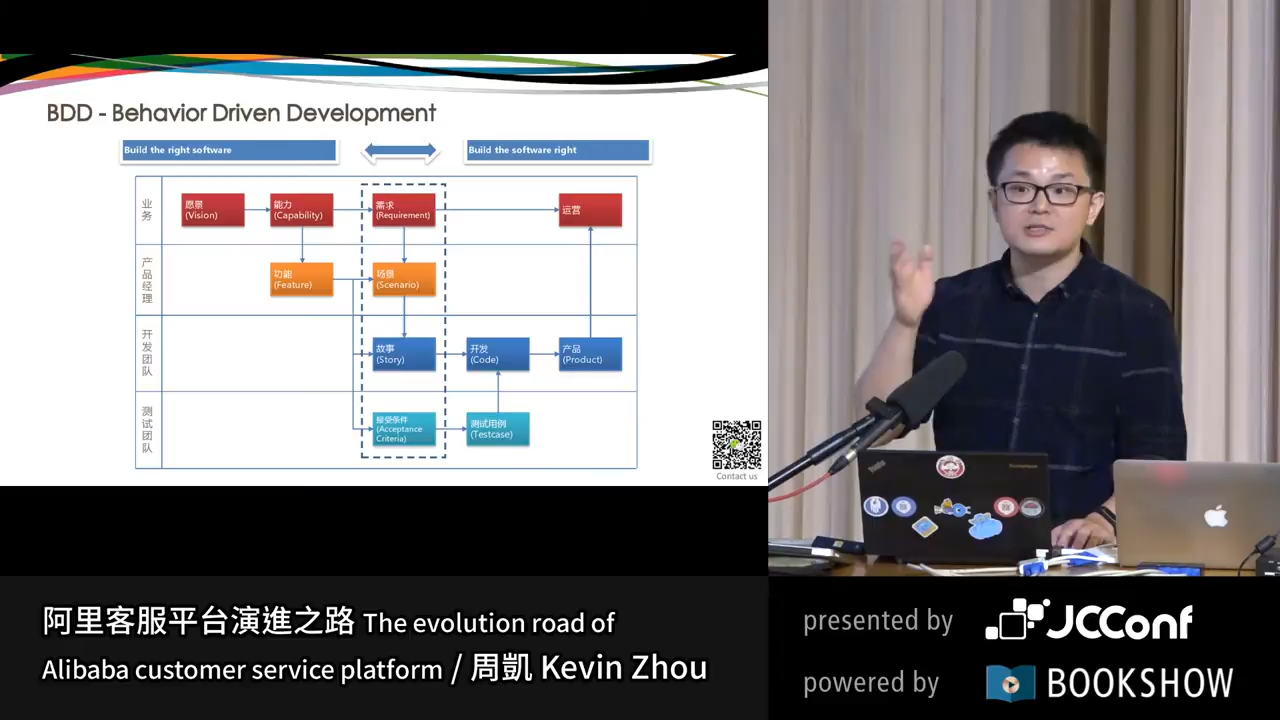 BDD - Behavior Driven Development
Build the right software
Build the software right
业务
愿景
(Vision)
能力
(Capability)
需求
(Requirement)
运营
产品经理
功能
(Feature)
场景
(Scenario)
开发团队
故事
(Story)
开发
(Code)
产品
(Product)
测试团队
接受条件
(Acceptance
Criteria)
测试用例
(Testcase)
Contact us
阿里客服平台演進之路 The evolution road of
Alibaba customer service platform / 周凱 Kevin Zhou
presented by JCConf
powered by BOOKSHOW